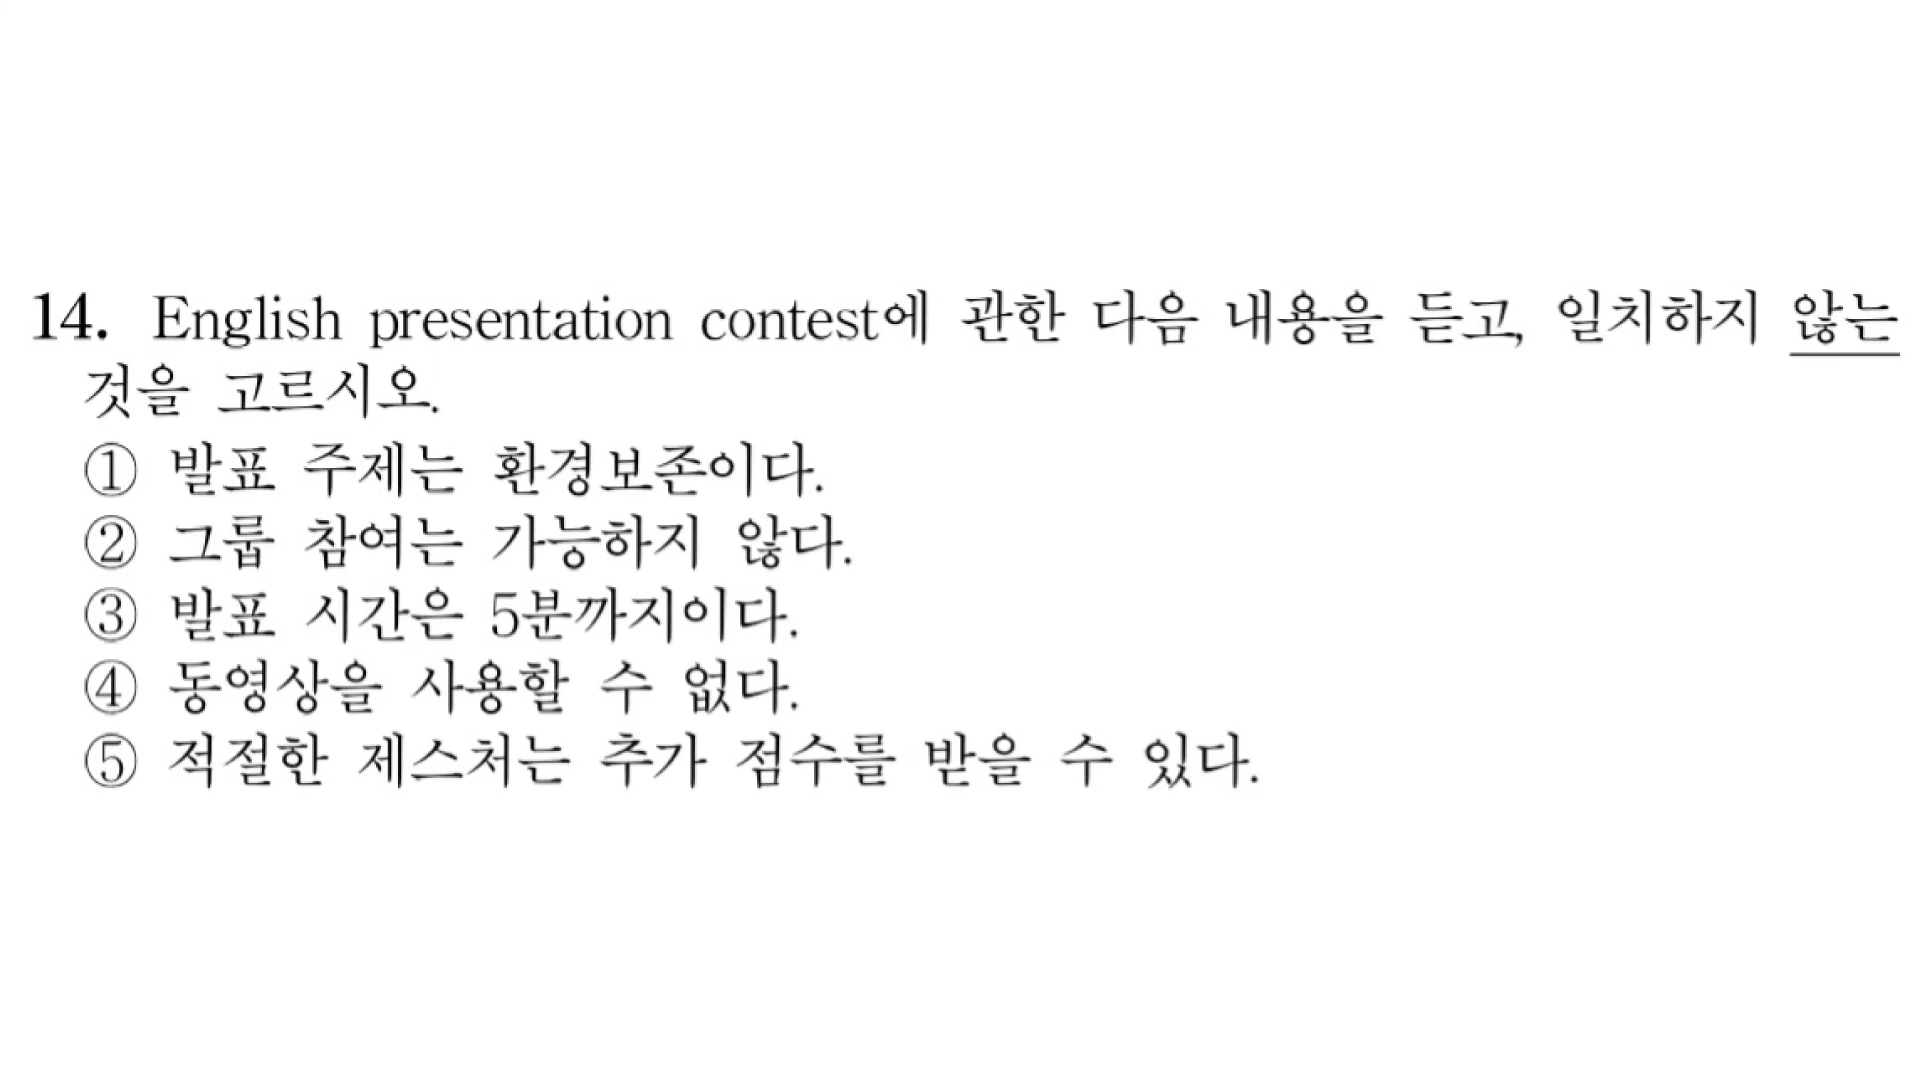 14. English presentation contest에 관한 다음 내용을 듣고, 일치하지 않는
것을 고르시오.
① 발표 주제는 환경보존이다.
② 그룹 참여는 가능하지 않다.
③ 발표 시간은 5분까지이다.
④ 동영상을 사용할 수 없다.
⑤ 적절한 제스처는 추가 점수를 받을 수 있다.